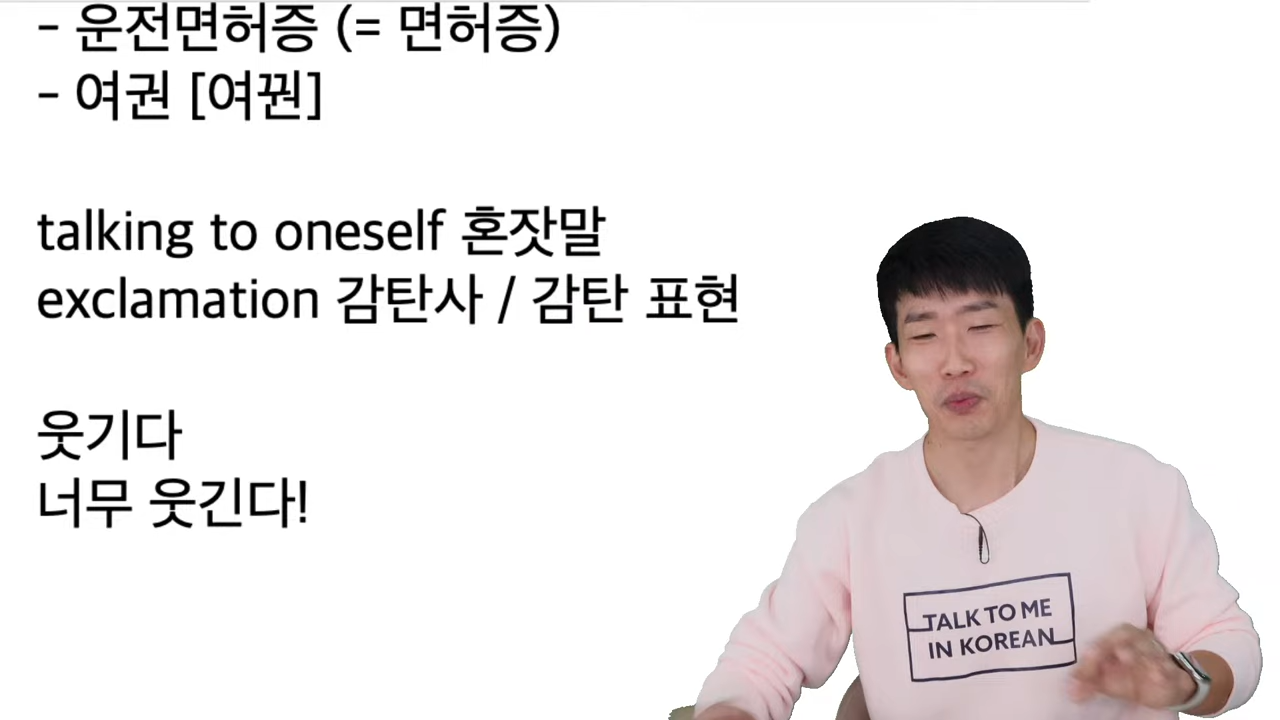 - 운전면허증 (= 면허증)
- 여권 [여꿘]
talking to oneself 혼잣말
exclamation 감탄사 / 감탄 표현
웃기다
너무 웃긴다!
TALK TO ME
IN KOREAN